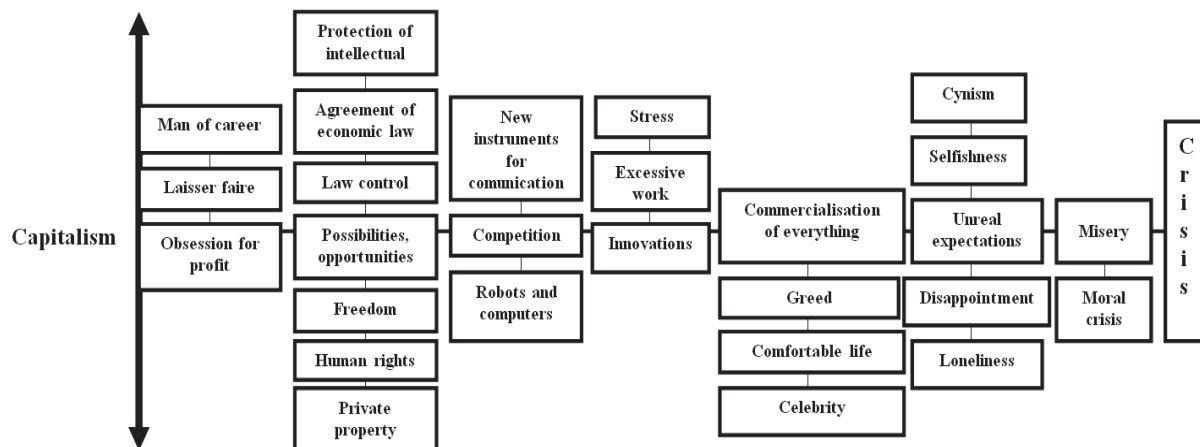 Capitalism
Man of career
Laisser faire
Obsession for
profit
Protection of
intellectual
Agreement of
economic law
Law control
Possibilities,
opportunities
Freedom
Human rights
Private
property
New
instruments
for
comunication
Competition
Robots and
computers
Stress
Excessive
work
Innovations
Commercialisation
of everything
Greed
Comfortable life
Celebrity
Cynism
Selfishness
Unreal
expectations
Disappointment
Loneliness
Misery
Moral
crisis
C
r
i
s
i
s